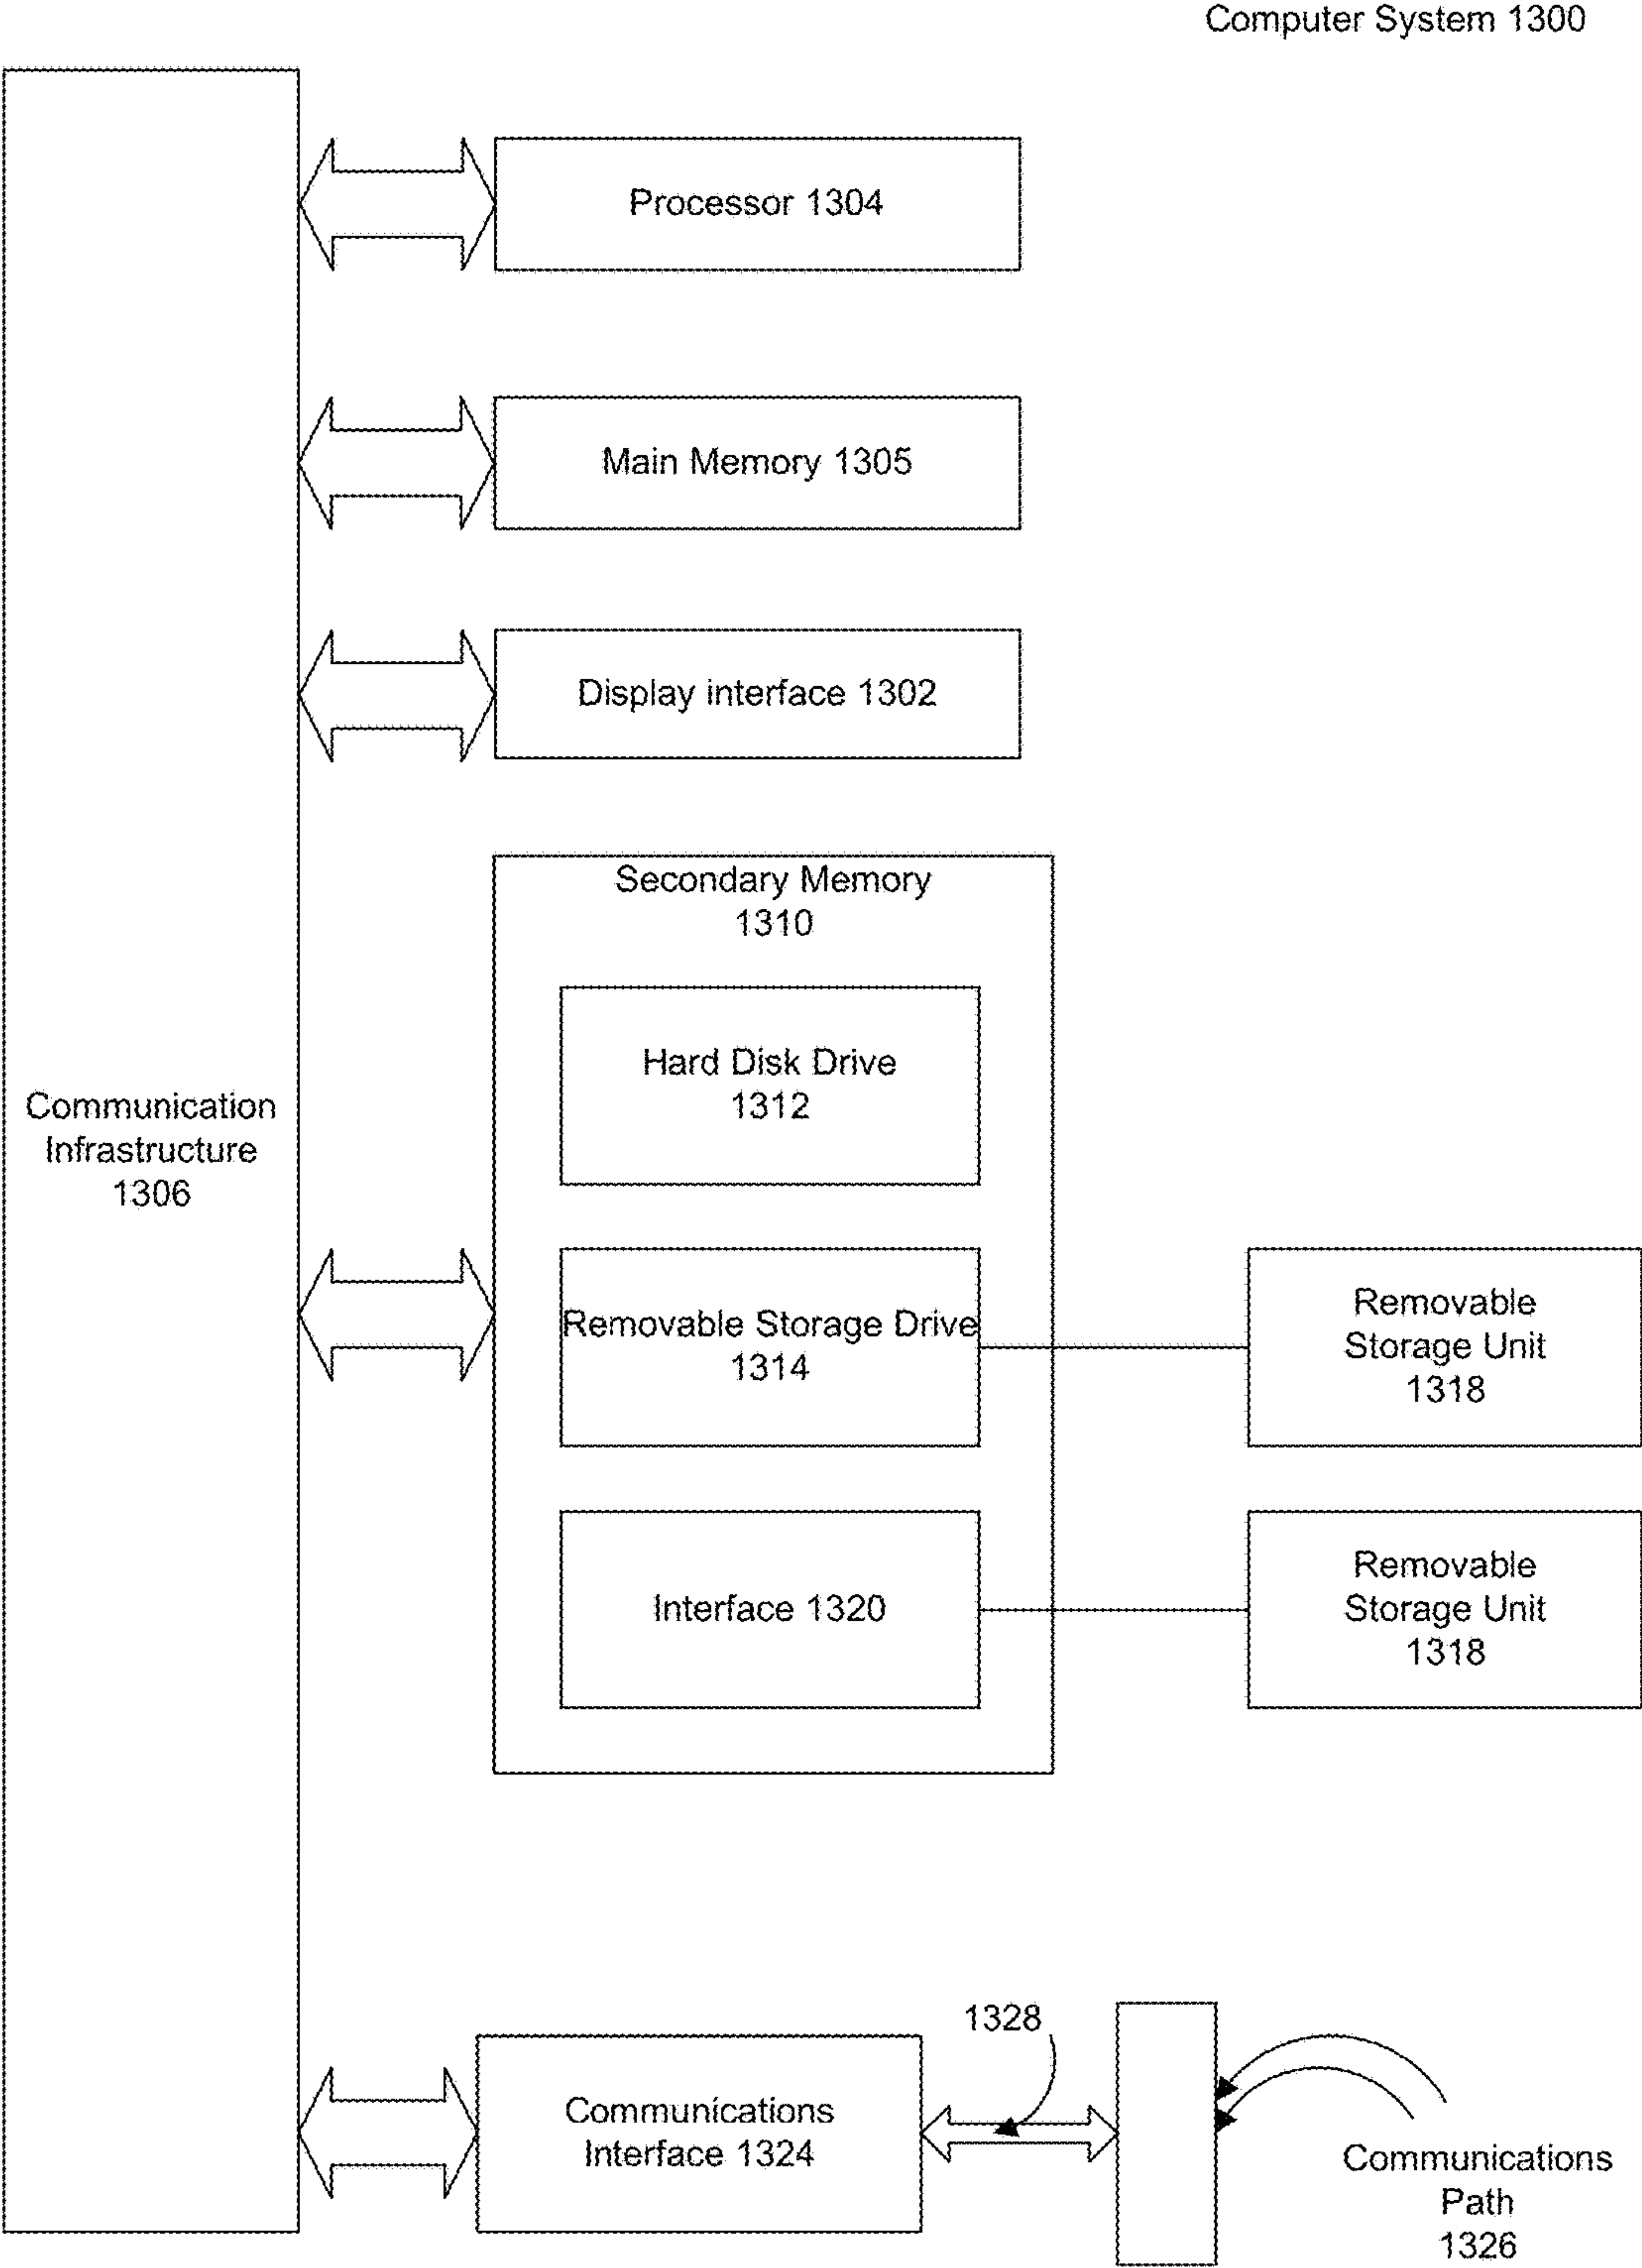 Computer System 1300
Processor 1304
Main Memory 1305
Display interface 1302
Secondary Memory
1310
Hard Disk Drive
1312
Communication
Infrastructure
1306
Removable Storage Drive
1314
Removable
Storage Unit
1318
Interface 1320
Removable
Storage Unit
1318
1328
Communications
Interface 1324
Communications
Path
1326